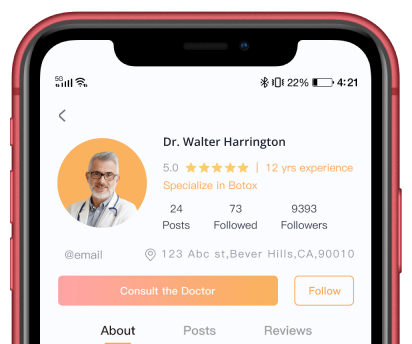 5G
22% 4:21
Dr. Walter Harrington
5.0 | 12 yrs experience
Specialize in Botox
24 73 9393
Posts Followed Followers
@email 123 Abc st,Bever Hills,CA,90010
Consult the Doctor Follow
About Posts Reviews